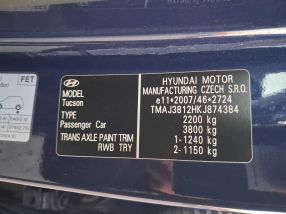 FET
MODEL
Tucson
TYPE
Passenger Car
TRANS AXLE PAINT TRIM
RWB TRY
HYUNDAI MOTOR
MANUFACTURING CZECH S.R.O.
e11*2007/46*2724
TMAJ3812HKJ874384
2200 kg
3800 kg
1-1240 kg
2-1150 kg